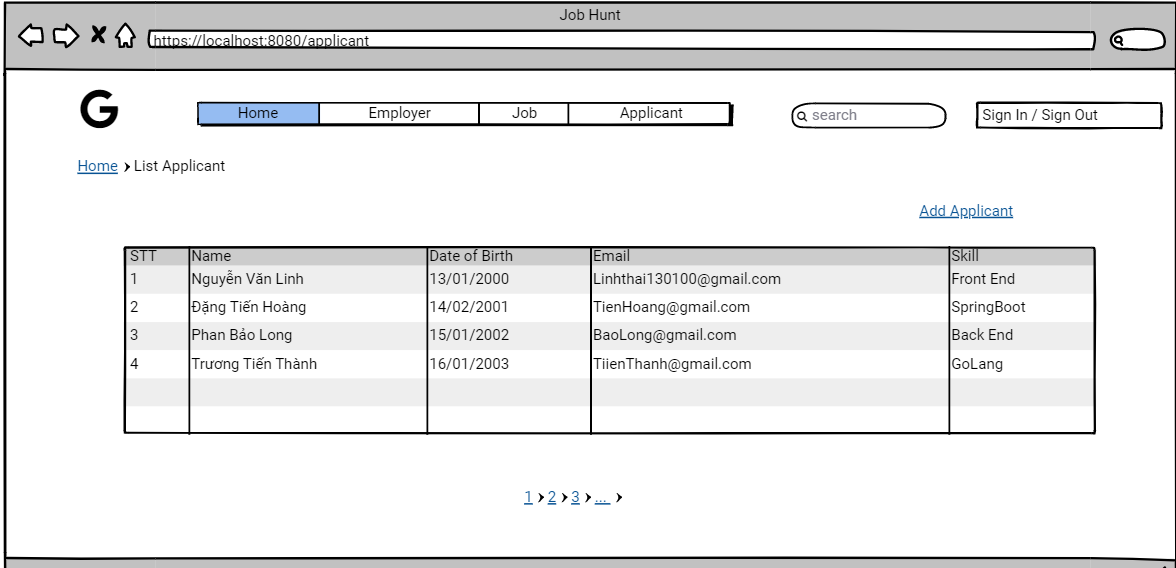 Job Hunt
https://localhost:8080/applicant
G
Home Employer Job Applicant search Sign In / Sign Out
Home List Applicant
Add Applicant
STT Name Date of Birth Email Skill
1 Nguyễn Văn Linh 13/01/2000 Linhthai130100@gmail.com Front End
2 Đặng Tiến Hoàng 14/02/2001 TienHoang@gmail.com SpringBoot
3 Phan Bảo Long 15/01/2002 BaoLong@gmail.com Back End
4 Trương Tiến Thành 16/01/2003 TiienThanh@gmail.com GoLang
1 2 3 ...